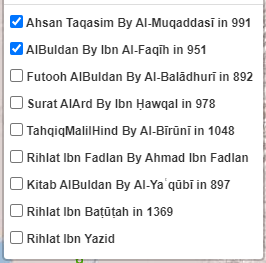 Ahsan Taqasim By Al-Muqaddasī in 991
AlBuldan By Ibn Al-Faqīh in 951
Futooh AlBuldan By Al-Balādhurī in 892
Surat AlArd By Ibn Ḥawqal in 978
TahqiqMalilHind By Al-Bīrūnī in 1048
Rihlat Ibn Fadlan By Ahmad Ibn Fadlan
Kitab AlBuldan By Al-Yaʿqūbī in 897
Rihlat Ibn Baṭūṭah in 1369
Rihlat Ibn Yazid